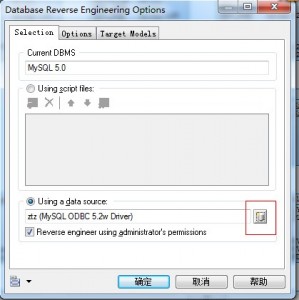 Database Reverse Engineering Options
Selection Options Target Models
Current DBMS
MySQL 5.0
Using script files:
Using a data source:
ztz (MySQL ODBC 5.2w Driver)
Reverse engineer using administrator's permissions
确定 取消 帮助